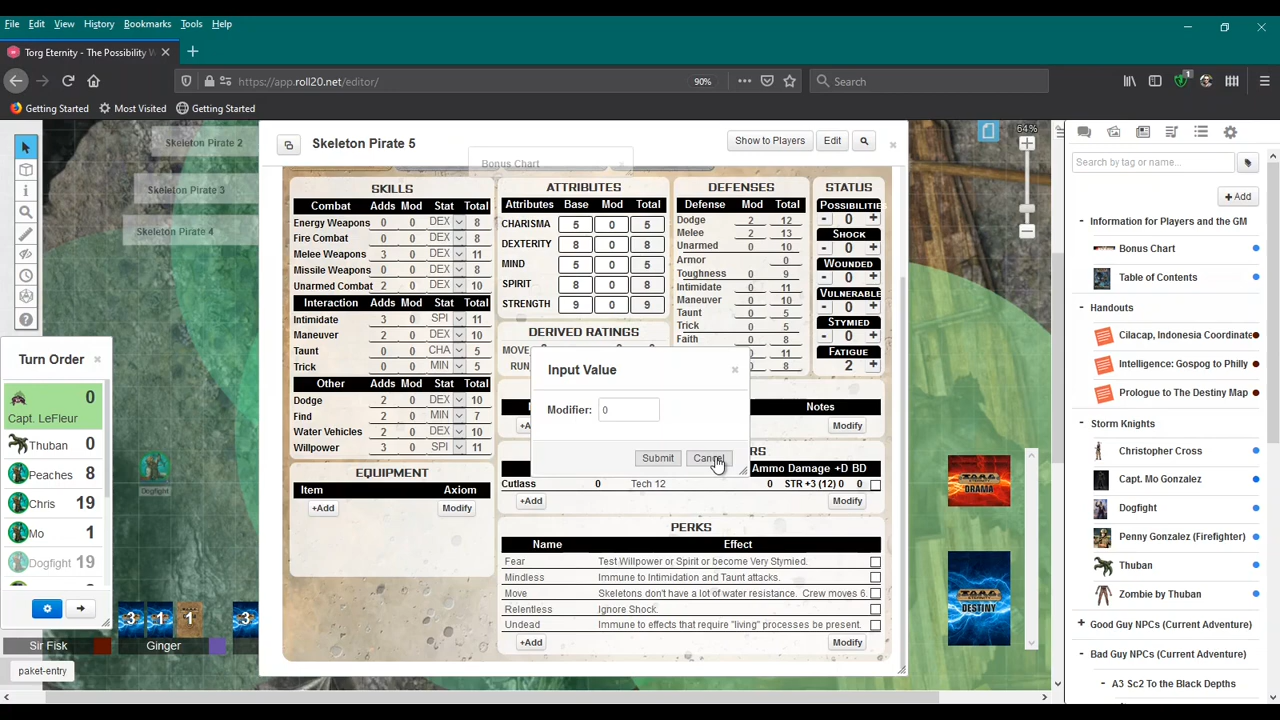 File Edit View History Bookmarks Tools Help
Torg Eternity - The Possibility W
https://app.roll20.net/editor/ 90% Search
Getting Started Most Visited Getting Started
Skeleton Pirate 2
Skeleton Pirate 3
Skeleton Pirate 4
Skeleton Pirate 5
Show to Players Edit
Bonus Chart
SKILLS
Combat Adds Mod Stat Total
Energy Weapons 0 0 DEX 8
Fire Combat 0 0 DEX 8
Melee Weapons 3 0 DEX 11
Missile Weapons 0 0 DEX 8
Unarmed Combat 2 0 DEX 10
Interaction Adds Mod Stat Total
Intimidate 3 0 SPI 11
Maneuver 2 0 DEX 10
Taunt 0 0 CHA 5
Trick 0 0 MIN 5
Other Adds Mod Stat Total
Dodge 2 0 DEX 10
Find 2 0 MIN 7
Water Vehicles 2 0 DEX 10
Willpower 3 0 SPI 11
EQUIPMENT
Item Axiom
+Add Modify
ATTRIBUTES
Attributes Base Mod Total
CHARISMA 5 0 5
DEXTERITY 8 0 8
MIND 5 0 5
SPIRIT 8 0 8
STRENGTH 9 0 9
DERIVED RATINGS
MOVE
RUN
DEFENSES
Defense Mod Total
Dodge 2 12
Melee 2 13
Unarmed 0 10
Armor 0
Toughness 0 9
Intimidate 0 11
Maneuver 0 10
Taunt 0 5
Trick 0 5
Faith 0 8
11
8
STATUS
POSSIBILITIES
- 0 +
SHOCK
- 0 +
WOUNDED
- 0 +
VULNERABLE
- 0 +
STYMIED
- 0 +
FATIGUE
2 +
Input Value
Modifier: 0
Submit Cancel
Notes
Modify
RS
Ammo Damage +D BD
Cutlass 0 Tech 12 0 STR +3 (12) 0 0
+Add Modify
PERKS
Name Effect
Fear Test Willpower or Spirit or become Very Stymied.
Mindless Immune to Intimidation and Taunt attacks.
Move Skeletons don't have a lot of water resistance. Crew moves 6.
Relentless Ignore Shock.
Undead Immune to effects that require "living" processes be present.
+Add Modify
Turn Order
Capt. LeFleur 0
Thuban 0
Peaches 8
Chris 19
Mo 1
Dogfight 19
Dogfight
3 1 1 3
Sir Fisk Ginger
paket-entry
64%
DRAMA
DESTINY
Search by tag or name...
+ Add
Information for Players and the GM
Bonus Chart
Table of Contents
Handouts
Cilacap, Indonesia Coordinate
Intelligence: Gospog to Philly
Prologue to The Destiny Map
Storm Knights
Christopher Cross
Capt. Mo Gonzalez
Dogfight
Penny Gonzalez (Firefighter)
Thuban
Zombie by Thuban
Good Guy NPCs (Current Adventure)
Bad Guy NPCs (Current Adventure)
A3 Sc2 To the Black Depths